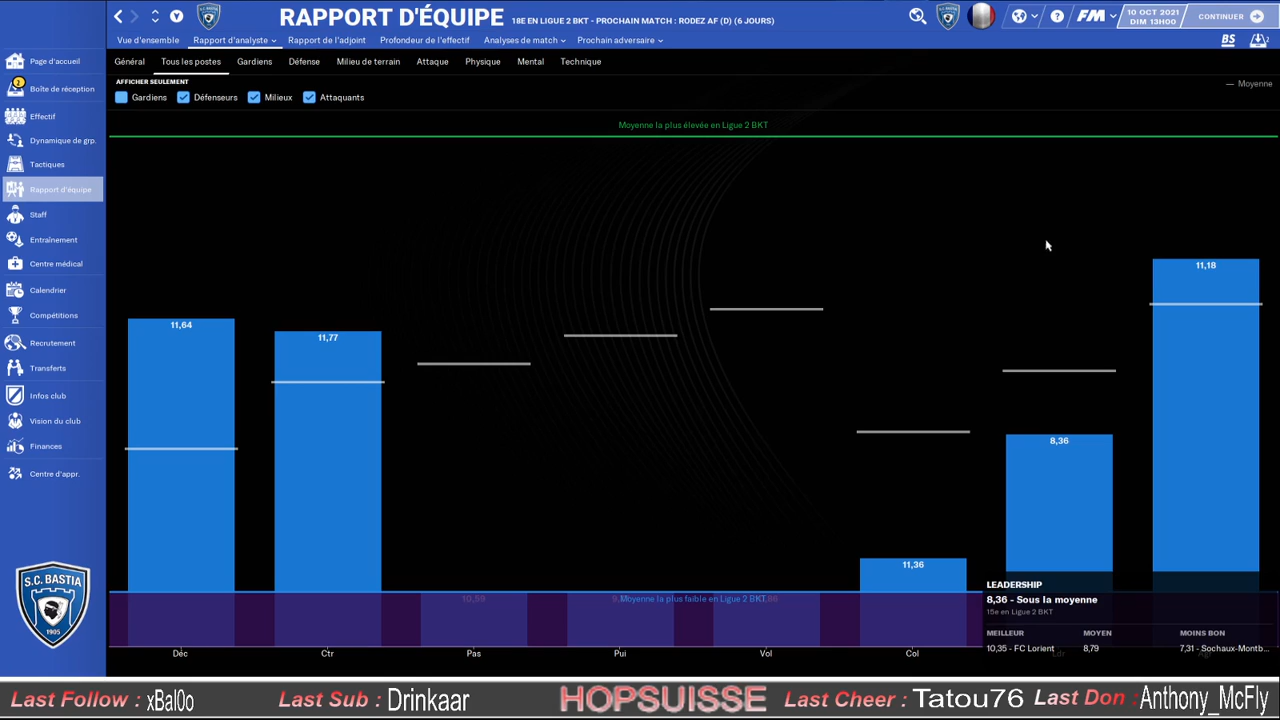 RAPPORT D'ÉQUIPE
18E EN LIGUE 2 BKT - PROCHAIN MATCH : RODEZ AF (D) (6 JOURS)
FM
10 OCT 2021
DIM 13H00
CONTINUER
Vue d'ensemble
Rapport d'analyste
Rapport de l'adjoint
Profondeur de l'effectif
Analyses de match
Prochain adversaire
BS
2
Général
Tous les postes
Gardiens
Défense
Milieu de terrain
Attaque
Physique
Mental
Technique
AFFICHER SEULEMENT
Gardiens
Défenseurs
Milieux
Attaquants
Moyenne
Page d'accueil
2
Boîte de réception
Effectif
Dynamique de grp.
Tactiques
Rapport d'équipe
Staff
Entraînement
Centre médical
Calendrier
Compétitions
Recrutement
Transferts
Infos club
Vision du club
Finances
Centre d'appr.
S.C. BASTIA
1905
Moyenne la plus élevée en Ligue 2 BKT
11,64
11,77
10,59
11,36
8,36
11,18
Moyenne la plus faible en Ligue 2 BKT
Déc
Ctr
Pas
Pui
Vol
Col
LEADERSHIP
8,36 - Sous la moyenne
15e en Ligue 2 BKT
MEILLEUR
MOYEN
MOINS BON
10,35 - FC Lorient
8,79
7,31 - Sochaux-Montb...
Last Follow : xBal0o
Last Sub : Drinkaar
HOPSUISSE
Last Cheer : Tatou76
Last Don : Anthony_McFly